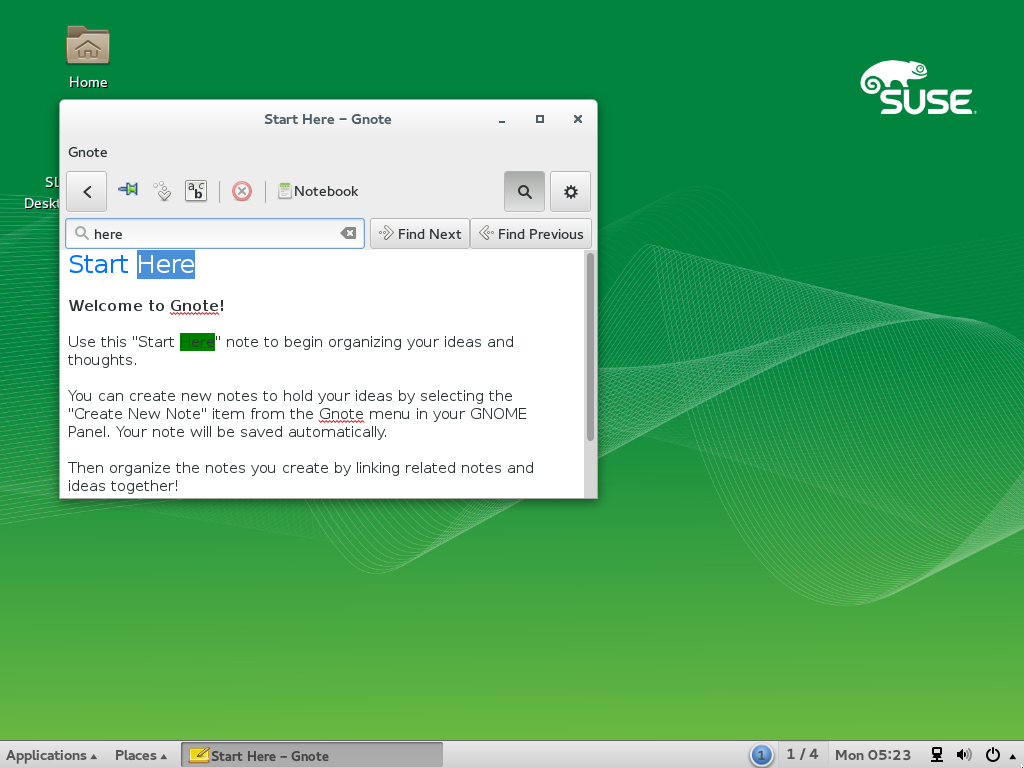 Home
SUSE
Start Here – Gnote
Gnote
SL
Deskt
a b c
Notebook
here
Find Next
Find Previous
Start Here
Welcome to Gnote!
Use this "Start Here" note to begin organizing your ideas and
thoughts.
You can create new notes to hold your ideas by selecting the
"Create New Note" item from the Gnote menu in your GNOME
Panel. Your note will be saved automatically.
Then organize the notes you create by linking related notes and
ideas together!
Applications
Places
Start Here – Gnote
1
1 / 4
Mon 05:23